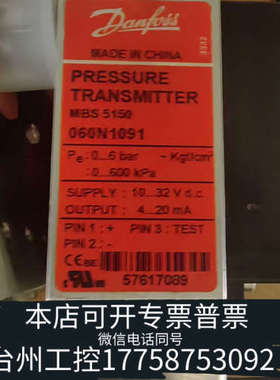 Danfoss
MADE IN CHINA
3332
PRESSURE
TRANSMITTER
MBS 5150
060N1091
Pe: 0...6 bar ~ Kg/cm²
0...600 kPa
SUPPLY : 10...32 V d.c
OUTPUT : 4...20 mA
PIN 1 : + PIN 3 : TEST
PIN 2 : -
57617089
本店可开专票普票
微信电话同号
台州工控17758753092